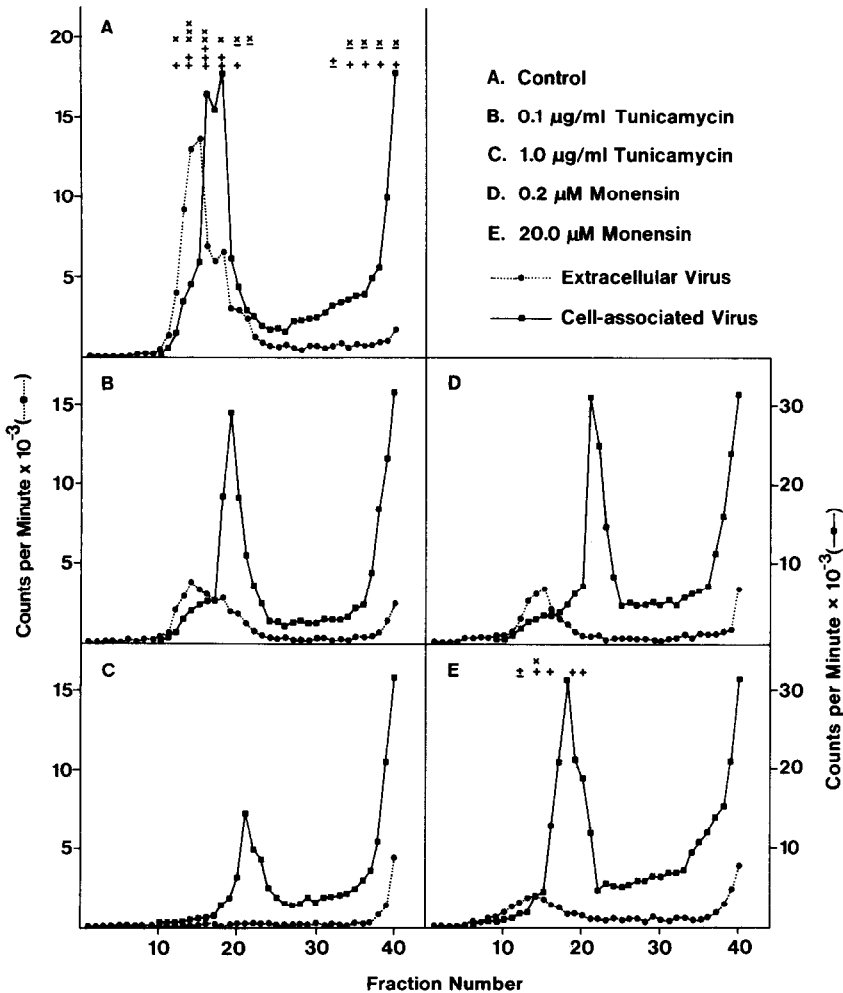 A
20
15
10
5
A. Control
B. 0.1 µg/ml Tunicamycin
C. 1.0 µg/ml Tunicamycin
D. 0.2 µM Monensin
E. 20.0 µM Monensin
Extracellular Virus
Cell-associated Virus
B
15
10
5
D
30
20
10
C
15
10
5
E
30
20
10
10 20 30 40
10 20 30 40
Counts per Minute x 10⁻³ ( )
Counts per Minute x 10⁻³ ( )
Fraction Number